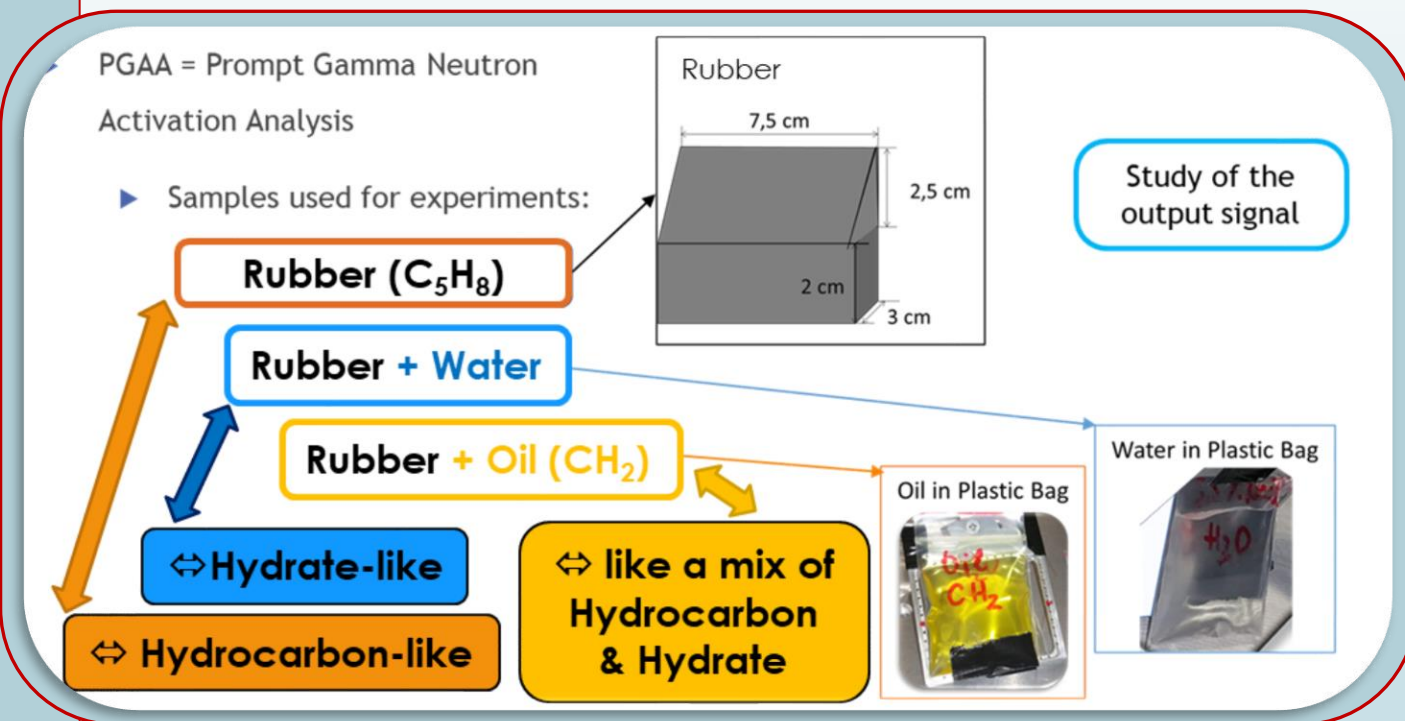 PGAA = Prompt Gamma Neutron
Activation Analysis
Samples used for experiments:
Rubber
7,5 cm
2,5 cm
2 cm
3 cm
Study of the
output signal
Rubber (C₅H₈)
Rubber + Water
Rubber + Oil (CH₂)
⇔Hydrate-like
⇔ Hydrocarbon-like
⇔ like a mix of
Hydrocarbon
& Hydrate
Oil in Plastic Bag
Oil
CH₂
Water in Plastic Bag
H₂O